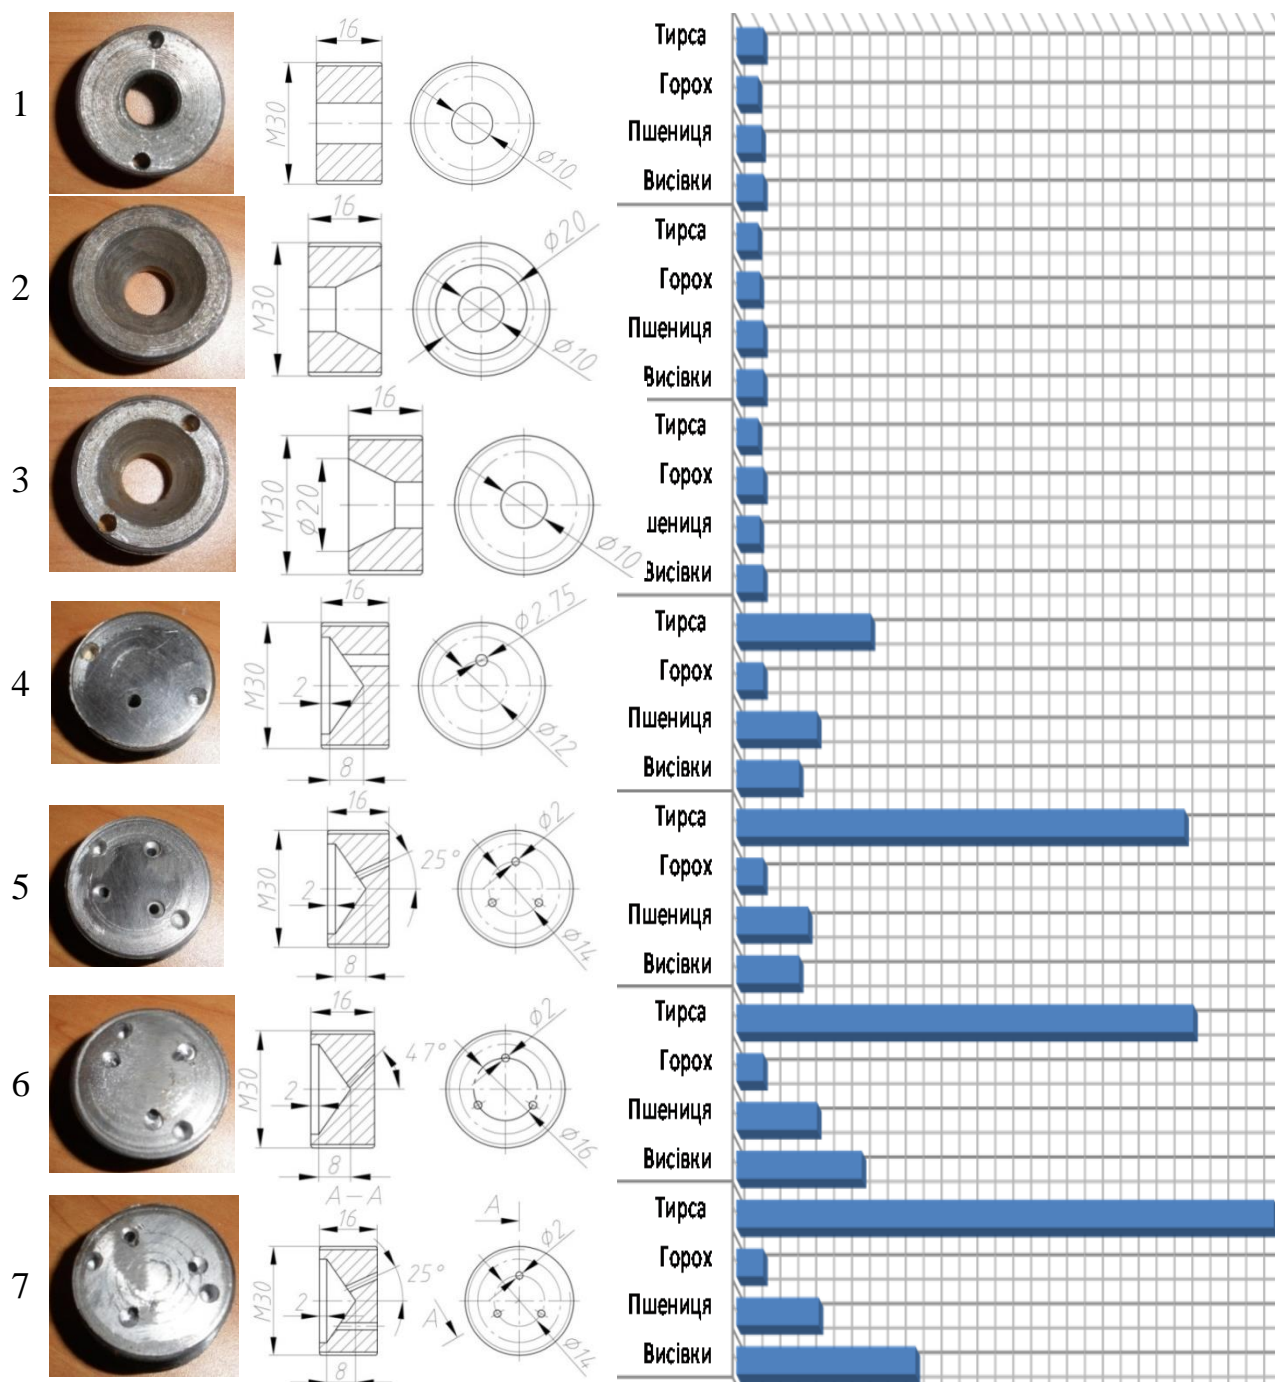 1
16
M30
Ø10
Тирса
Горох
Пшениця
Висівки
2
16
M30
Ø20
Ø10
Тирса
Горох
Пшениця
Висівки
3
16
M30
Ø20
Ø10
Тирса
Горох
шениця
Висівки
4
16
M30
2
8
Ø2.75
Ø12
Тирса
Горох
Пшениця
Висівки
5
16
M30
2
8
25°
Ø2
Ø14
Тирса
Горох
Пшениця
Висівки
6
16
M30
2
8
47°
Ø2
Ø16
Тирса
Горох
Пшениця
Висівки
7
A-A
16
M30
2
8
25°
A
A
Ø2
Ø14
Тирса
Горох
Пшениця
Висівки